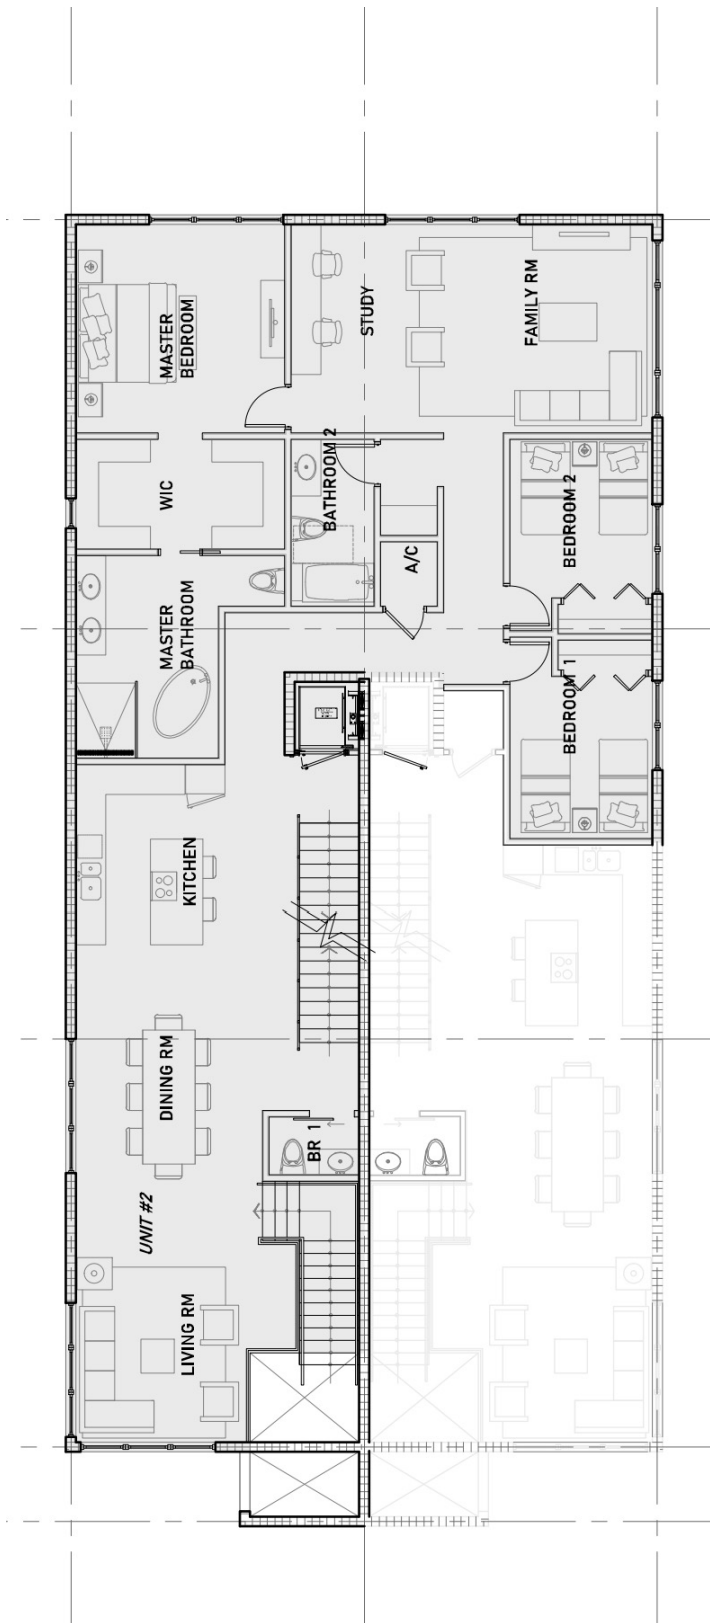 MASTER
BEDROOM
STUDY
FAMILY RM
WIC
BATHROOM 2
A/C
BEDROOM 2
MASTER
BATHROOM
BEDROOM 1
KITCHEN
DINING RM
BR 1
UNIT #2
LIVING RM